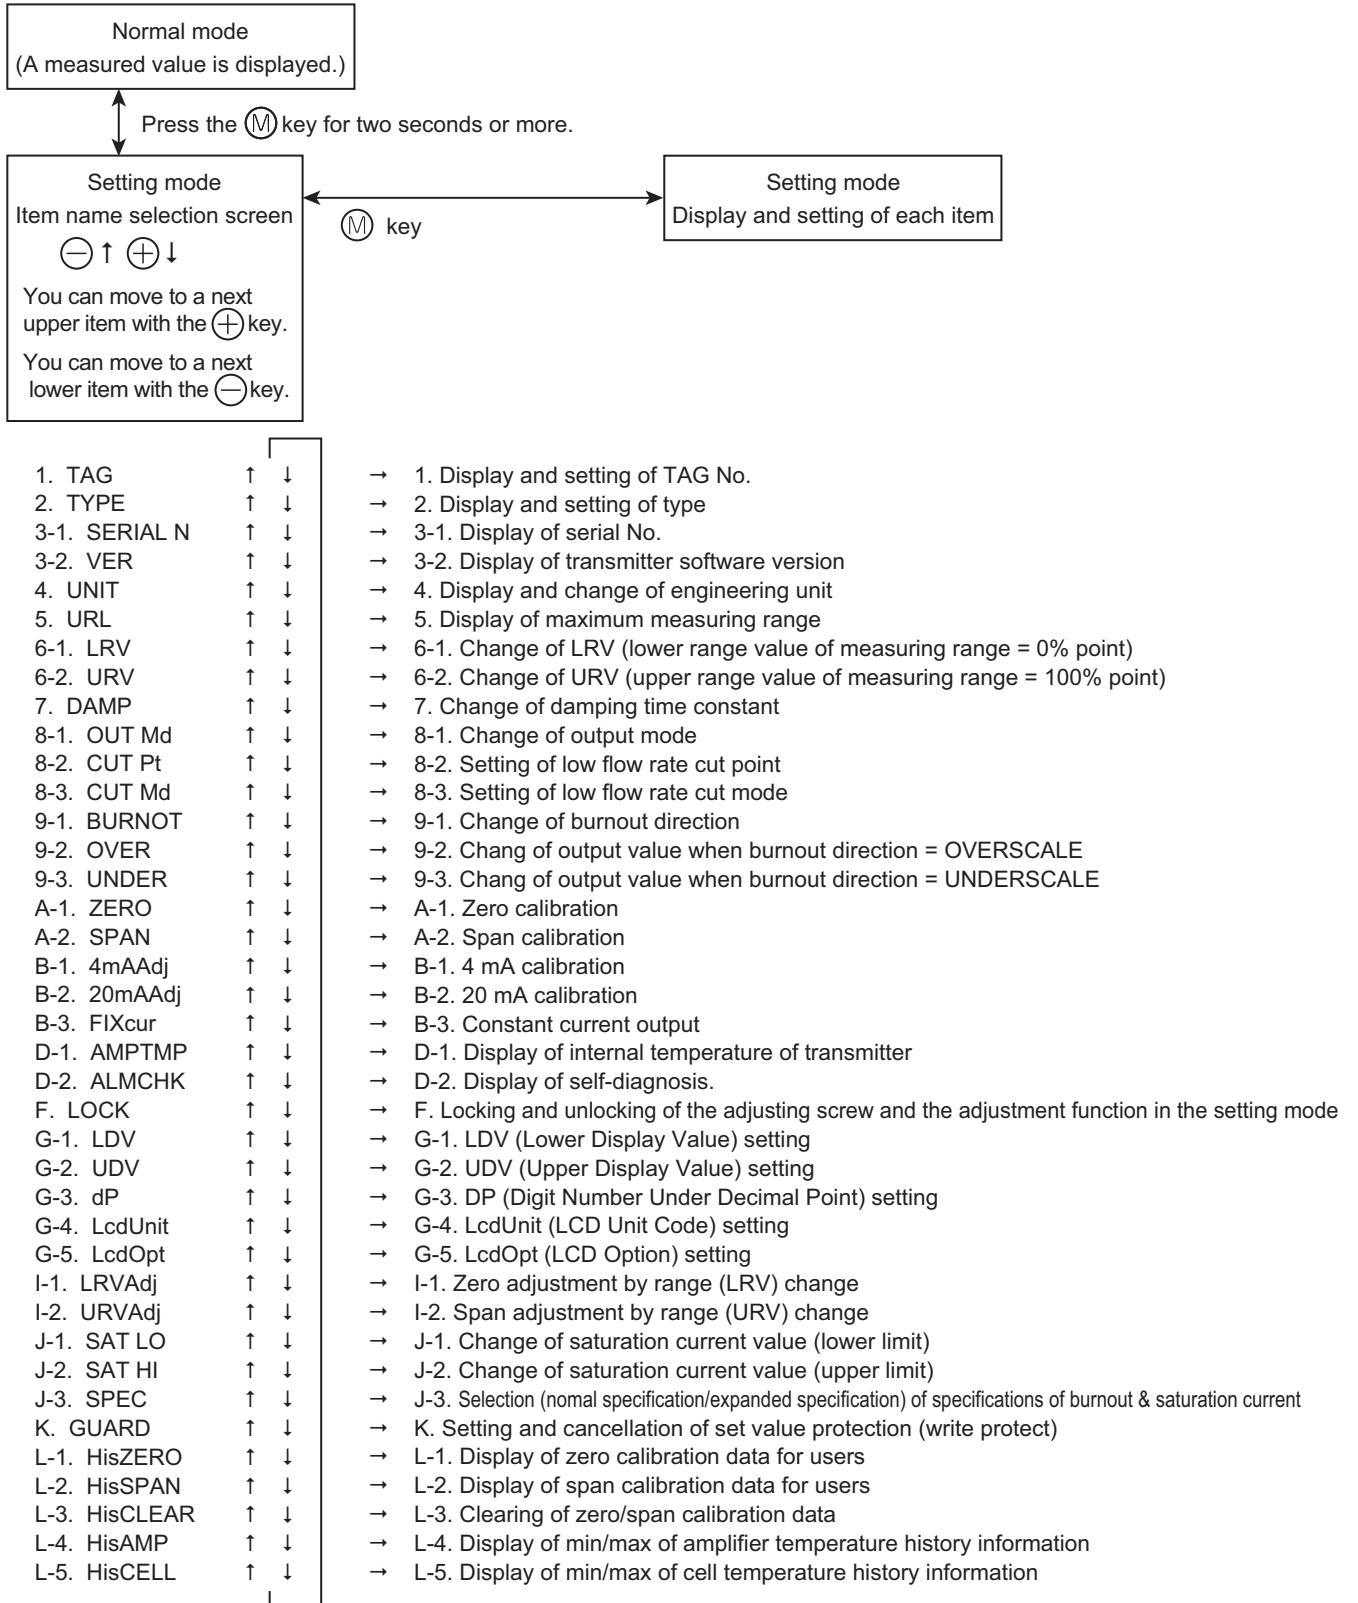 Normal mode
(A measured value is displayed.)
Press the Ⓜ key for two seconds or more.
Setting mode
Item name selection screen
⊖ ↑ ⊕ ↓
You can move to a next
upper item with the ⊕ key.
You can move to a next
lower item with the ⊖ key.
Ⓜ key
Setting mode
Display and setting of each item
1. TAG ↑ ↓ → 1. Display and setting of TAG No.
2. TYPE ↑ ↓ → 2. Display and setting of type
3-1. SERIAL N ↑ ↓ → 3-1. Display of serial No.
3-2. VER ↑ ↓ → 3-2. Display of transmitter software version
4. UNIT ↑ ↓ → 4. Display and change of engineering unit
5. URL ↑ ↓ → 5. Display of maximum measuring range
6-1. LRV ↑ ↓ → 6-1. Change of LRV (lower range value of measuring range = 0% point)
6-2. URV ↑ ↓ → 6-2. Change of URV (upper range value of measuring range = 100% point)
7. DAMP ↑ ↓ → 7. Change of damping time constant
8-1. OUT Md ↑ ↓ → 8-1. Change of output mode
8-2. CUT Pt ↑ ↓ → 8-2. Setting of low flow rate cut point
8-3. CUT Md ↑ ↓ → 8-3. Setting of low flow rate cut mode
9-1. BURNOT ↑ ↓ → 9-1. Change of burnout direction
9-2. OVER ↑ ↓ → 9-2. Chang of output value when burnout direction = OVERSCALE
9-3. UNDER ↑ ↓ → 9-3. Chang of output value when burnout direction = UNDERSCALE
A-1. ZERO ↑ ↓ → A-1. Zero calibration
A-2. SPAN ↑ ↓ → A-2. Span calibration
B-1. 4mAAdj ↑ ↓ → B-1. 4 mA calibration
B-2. 20mAAdj ↑ ↓ → B-2. 20 mA calibration
B-3. FIXcur ↑ ↓ → B-3. Constant current output
D-1. AMPTMP ↑ ↓ → D-1. Display of internal temperature of transmitter
D-2. ALMCHK ↑ ↓ → D-2. Display of self-diagnosis.
F. LOCK ↑ ↓ → F. Locking and unlocking of the adjusting screw and the adjustment function in the setting mode
G-1. LDV ↑ ↓ → G-1. LDV (Lower Display Value) setting
G-2. UDV ↑ ↓ → G-2. UDV (Upper Display Value) setting
G-3. dP ↑ ↓ → G-3. DP (Digit Number Under Decimal Point) setting
G-4. LcdUnit ↑ ↓ → G-4. LcdUnit (LCD Unit Code) setting
G-5. LcdOpt ↑ ↓ → G-5. LcdOpt (LCD Option) setting
I-1. LRVAdj ↑ ↓ → I-1. Zero adjustment by range (LRV) change
I-2. URVAdj ↑ ↓ → I-2. Span adjustment by range (URV) change
J-1. SAT LO ↑ ↓ → J-1. Change of saturation current value (lower limit)
J-2. SAT HI ↑ ↓ → J-2. Change of saturation current value (upper limit)
J-3. SPEC ↑ ↓ → J-3. Selection (nomal specification/expanded specification) of specifications of burnout & saturation current
K. GUARD ↑ ↓ → K. Setting and cancellation of set value protection (write protect)
L-1. HisZERO ↑ ↓ → L-1. Display of zero calibration data for users
L-2. HisSPAN ↑ ↓ → L-2. Display of span calibration data for users
L-3. HisCLEAR ↑ ↓ → L-3. Clearing of zero/span calibration data
L-4. HisAMP ↑ ↓ → L-4. Display of min/max of amplifier temperature history information
L-5. HisCELL ↑ ↓ → L-5. Display of min/max of cell temperature history information